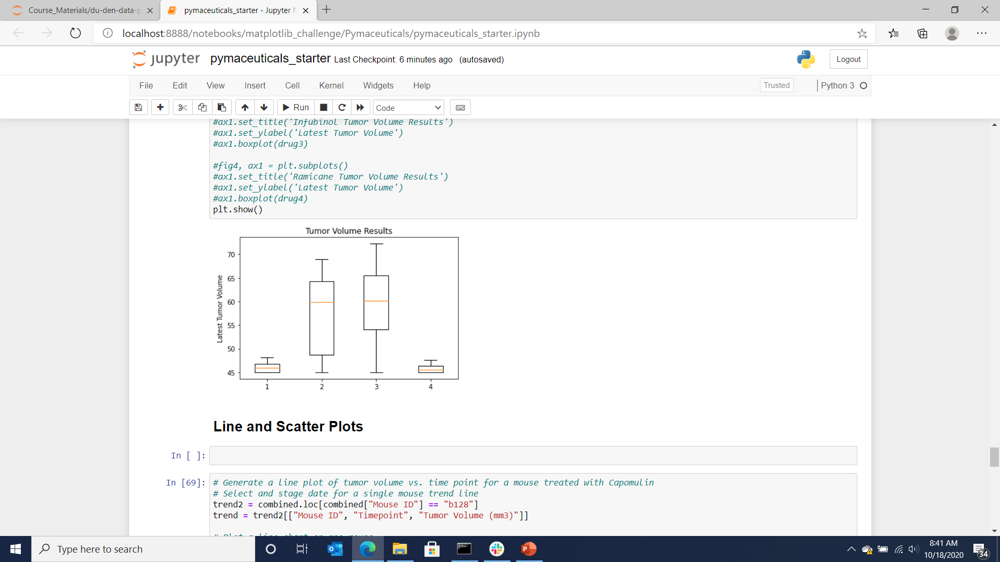 Course_Materials/du-den-data-p
pymaceuticals_starter - Jupyter N
localhost:8888/notebooks/matplotlib_challenge/Pymaceuticals/pymaceuticals_starter.ipynb
jupyter pymaceuticals_starter Last Checkpoint: 6 minutes ago (autosaved)
Logout
File Edit View Insert Cell Kernel Widgets Help
Trusted Python 3
Run Code
#ax1.set_title('Infubinol Tumor Volume Results')
#ax1.set_ylabel('Latest Tumor Volume')
#ax1.boxplot(drug3)
#fig4, ax1 = plt.subplots()
#ax1.set_title('Ramicane Tumor Volume Results')
#ax1.set_ylabel('Latest Tumor Volume')
#ax1.boxplot(drug4)
plt.show()
Tumor Volume Results
Latest Tumor Volume
70
65
60
55
50
45
1 2 3 4
Line and Scatter Plots
In [ ]:
In [69]:
# Generate a line plot of tumor volume vs. time point for a mouse treated with Capomulin
# Select and stage date for a single mouse trend line
trend2 = combined.loc[combined["Mouse ID"] == "b128"]
trend = trend2[["Mouse ID", "Timepoint", "Tumor Volume (mm3)"]]
# Plot a line chart on one mouse
Type here to search
8:41 AM
10/18/2020
34